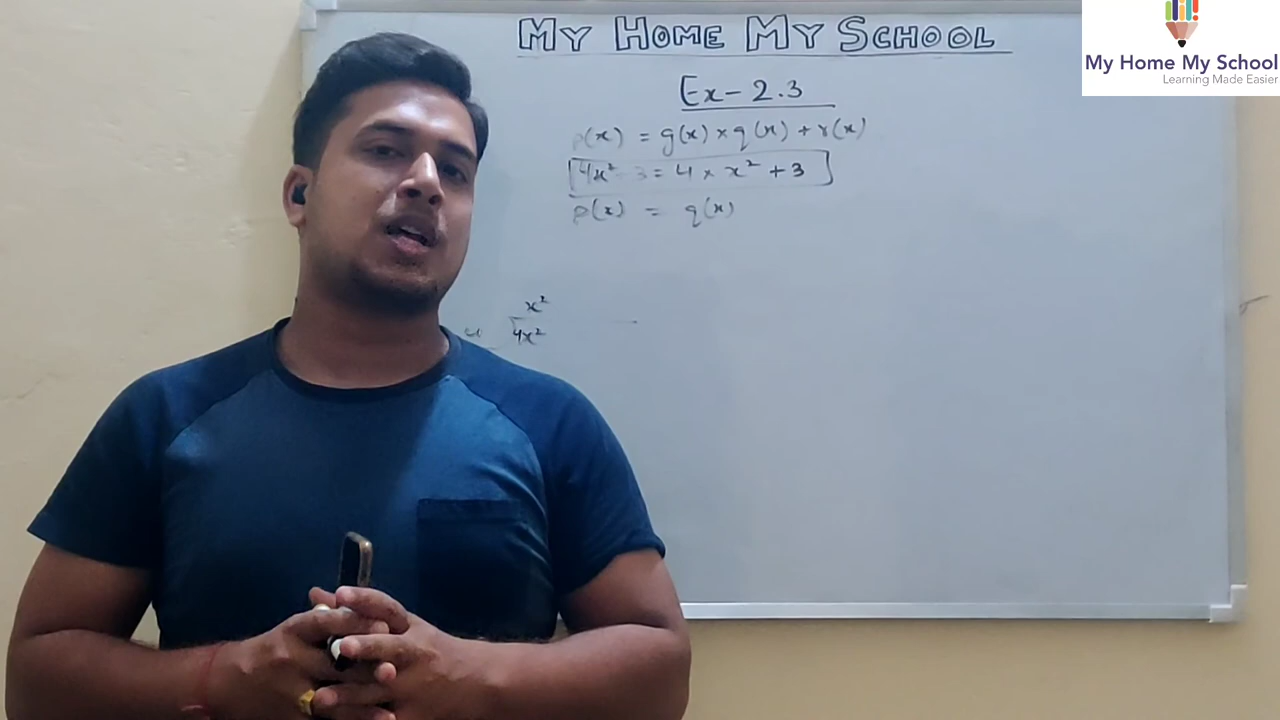 MY HOME MY SCHOOL
My Home My School
Learning Made Easier
Ex - 2.3
p(x) = g(x) × q(x) + r(x)
4x² 3 = 4 × x² + 3
p(x) = q(x)
x²
4x²